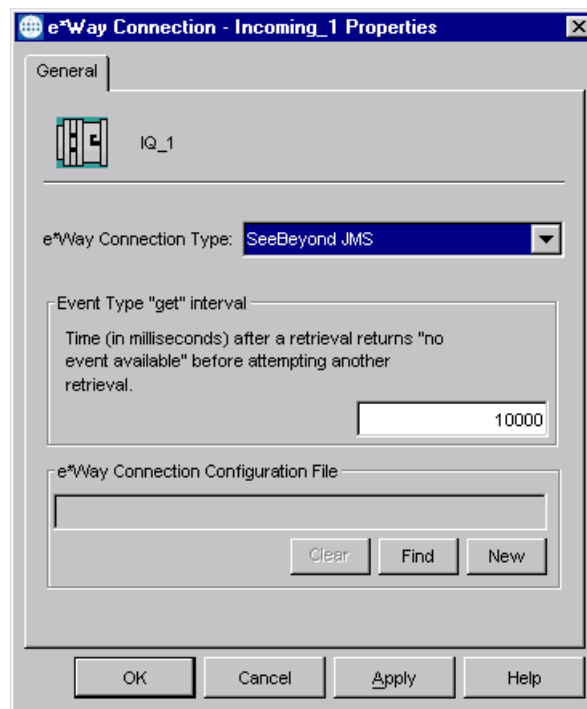 e*Way Connection - Incoming_1 Properties
General
IQ_1
e*Way Connection Type: SeeBeyond JMS
Event Type "get" interval
Time (in milliseconds) after a retrieval returns "no
event available" before attempting another
retrieval.
10000
e*Way Connection Configuration File
Clear Find New
OK Cancel Apply Help